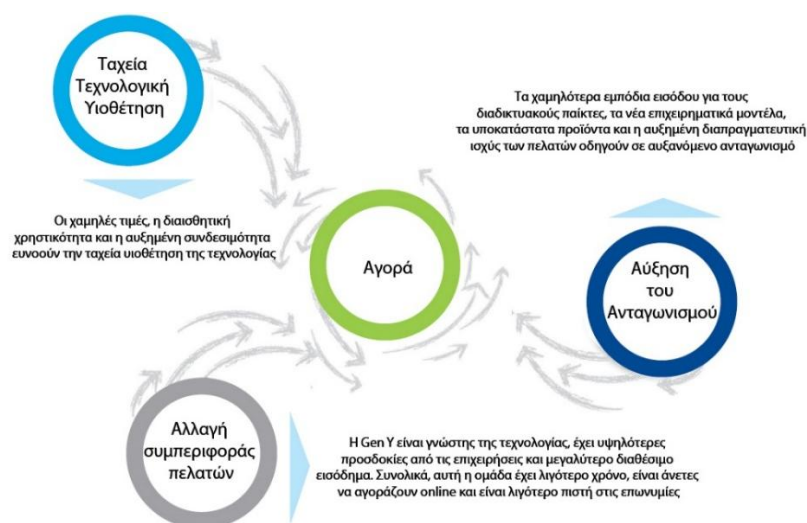 Ταχεία
Τεχνολογική
Υιοθέτηση
Οι χαμηλές τιμές, η διαισθητική
χρηστικότητα και η αυξημένη συνδεσιμότητα
ευνοούν την ταχεία υιοθέτηση της τεχνολογίας
Τα χαμηλότερα εμπόδια εισόδου για τους
διαδικτυακούς παίκτες, τα νέα επιχειρηματικά μοντέλα,
τα υποκατάστατα προϊόντα και η αυξημένη διαπραγματευτική
ισχύς των πελατών οδηγούν σε αυξανόμενο ανταγωνισμό
Αγορά
Αύξηση
του
Ανταγωνισμού
Αλλαγή
συμπεριφοράς
πελατών
Η Gen Y είναι γνώστης της τεχνολογίας, έχει υψηλότερες
προσδοκίες από τις επιχειρήσεις και μεγαλύτερο διαθέσιμο
εισόδημα. Συνολικά, αυτή η ομάδα έχει λιγότερο χρόνο, είναι άνετες
να αγοράζουν online και είναι λιγότερο πιστή στις επωνυμίες